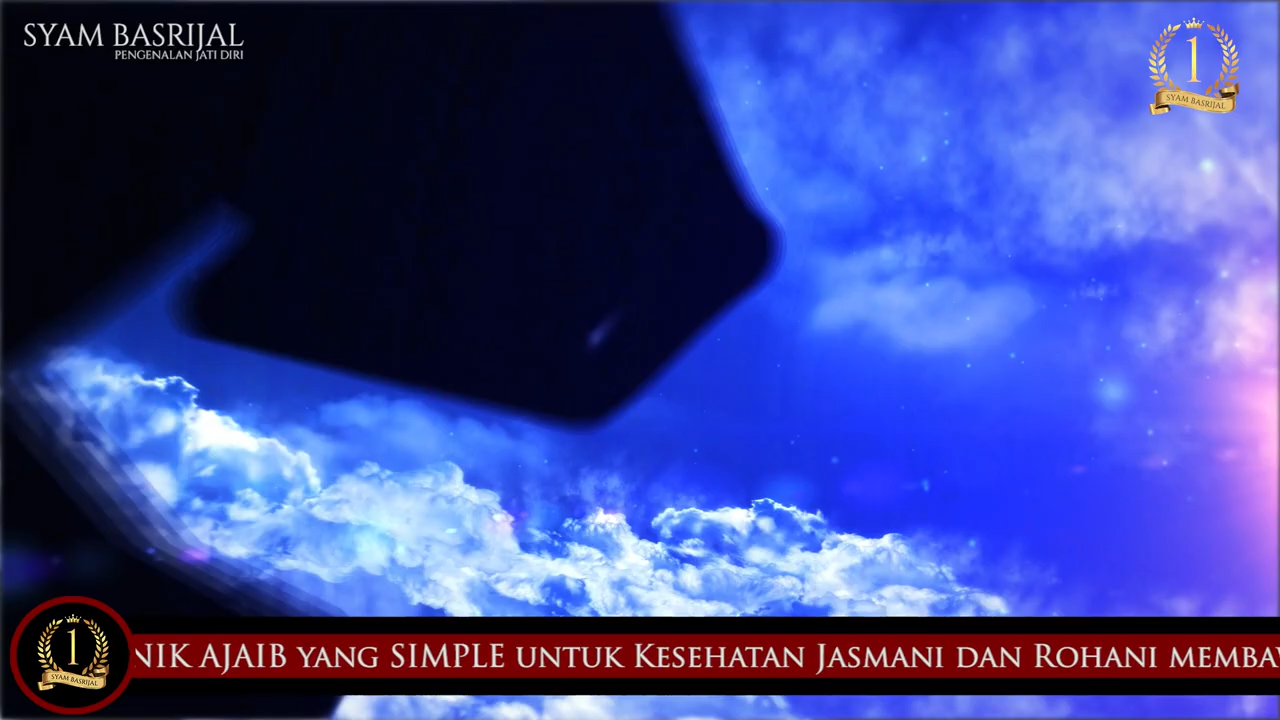 SYAM BASRIJAL
PENGENALAN JATI DIRI
1
SYAM BASRIJAL
1
SYAM BASRIJAL
AJAIB YANG SIMPLE UNTUK KESEHATAN JASMANI DAN ROHANI